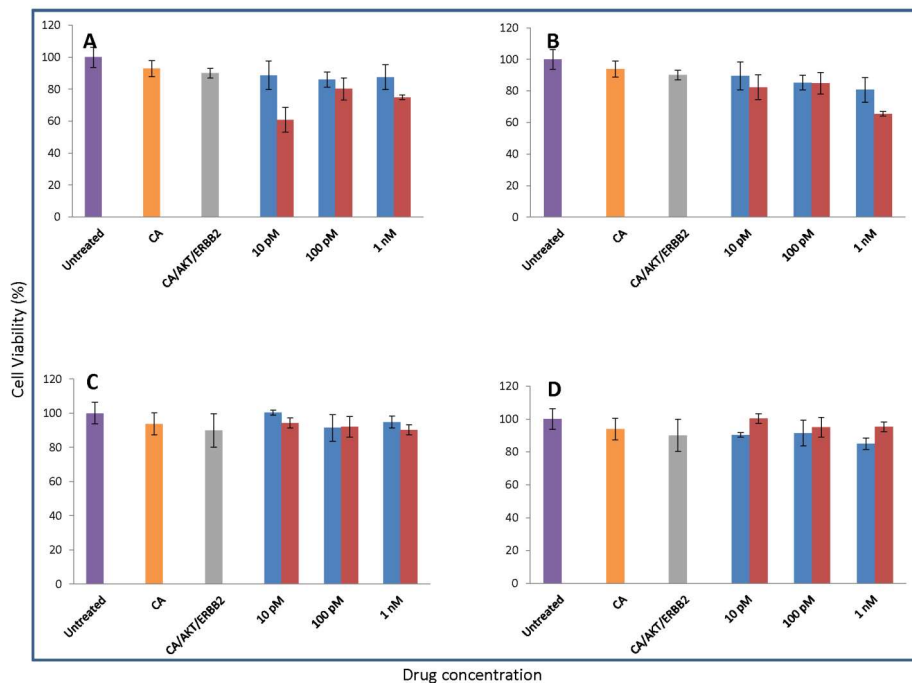 A
120
100
80
60
40
20
0
Untreated
CA
CA/AKT/ERBB2
10 pM
100 pM
1 nM
B
120
100
80
60
40
20
0
Untreated
CA
CA/AKT/ERBB2
10 pM
100 pM
1 nM
Cell Viability (%)
C
120
100
80
60
40
20
0
Untreated
CA
CA/AKT/ERBB2
10 pM
100 pM
1 nM
D
120
100
80
60
40
20
0
Untreated
CA
CA/AKT/ERBB2
10 pM
100 pM
1 nM
Drug concentration